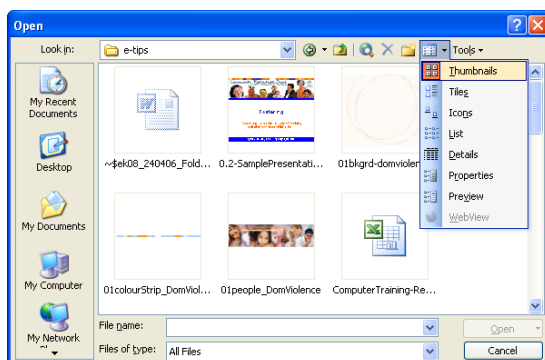 Open
Look in:
e-tips
Tools
My Recent
Documents
Desktop
My Documents
My Computer
My Network
Thumbnails
Tiles
Icons
List
Details
Properties
Preview
WebView
Fostering
~$ek08_240406_Fold...
0.2-SamplePresentati...
01bkgrd-domviolen
01colourStrip_DomViol...
01people_DomViolence
ComputerTraining-Re...
File name:
Open
Files of type:
All Files
Cancel